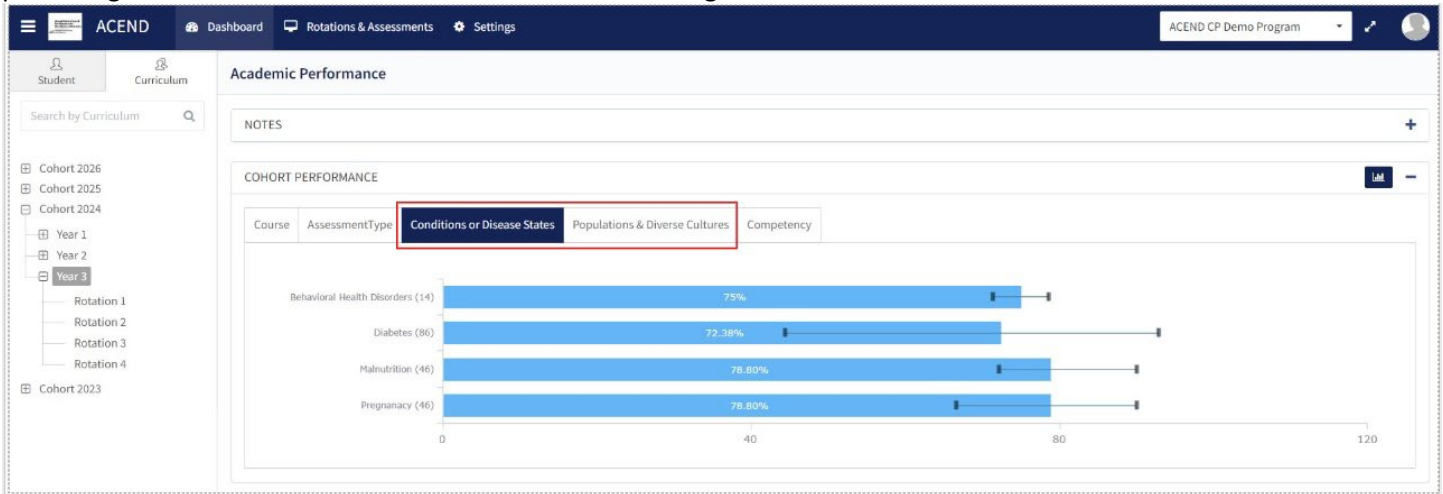 ACEND Dashboard Rotations & Assessments Settings ACEND CP Demo Program
Student Curriculum
Academic Performance
Search by Curriculum
NOTES
Cohort 2026
Cohort 2025
Cohort 2024
Year 1
Year 2
Year 3
Rotation 1
Rotation 2
Rotation 3
Rotation 4
Cohort 2023
COHORT PERFORMANCE
Course AssessmentType Conditions or Disease States Populations & Diverse Cultures Competency
Behavioral Health Disorders (14) 75%
Diabetes (86) 72.38%
Malnutrition (46) 78.80%
Pregnanacy (46) 78.80%
0 40 80 120